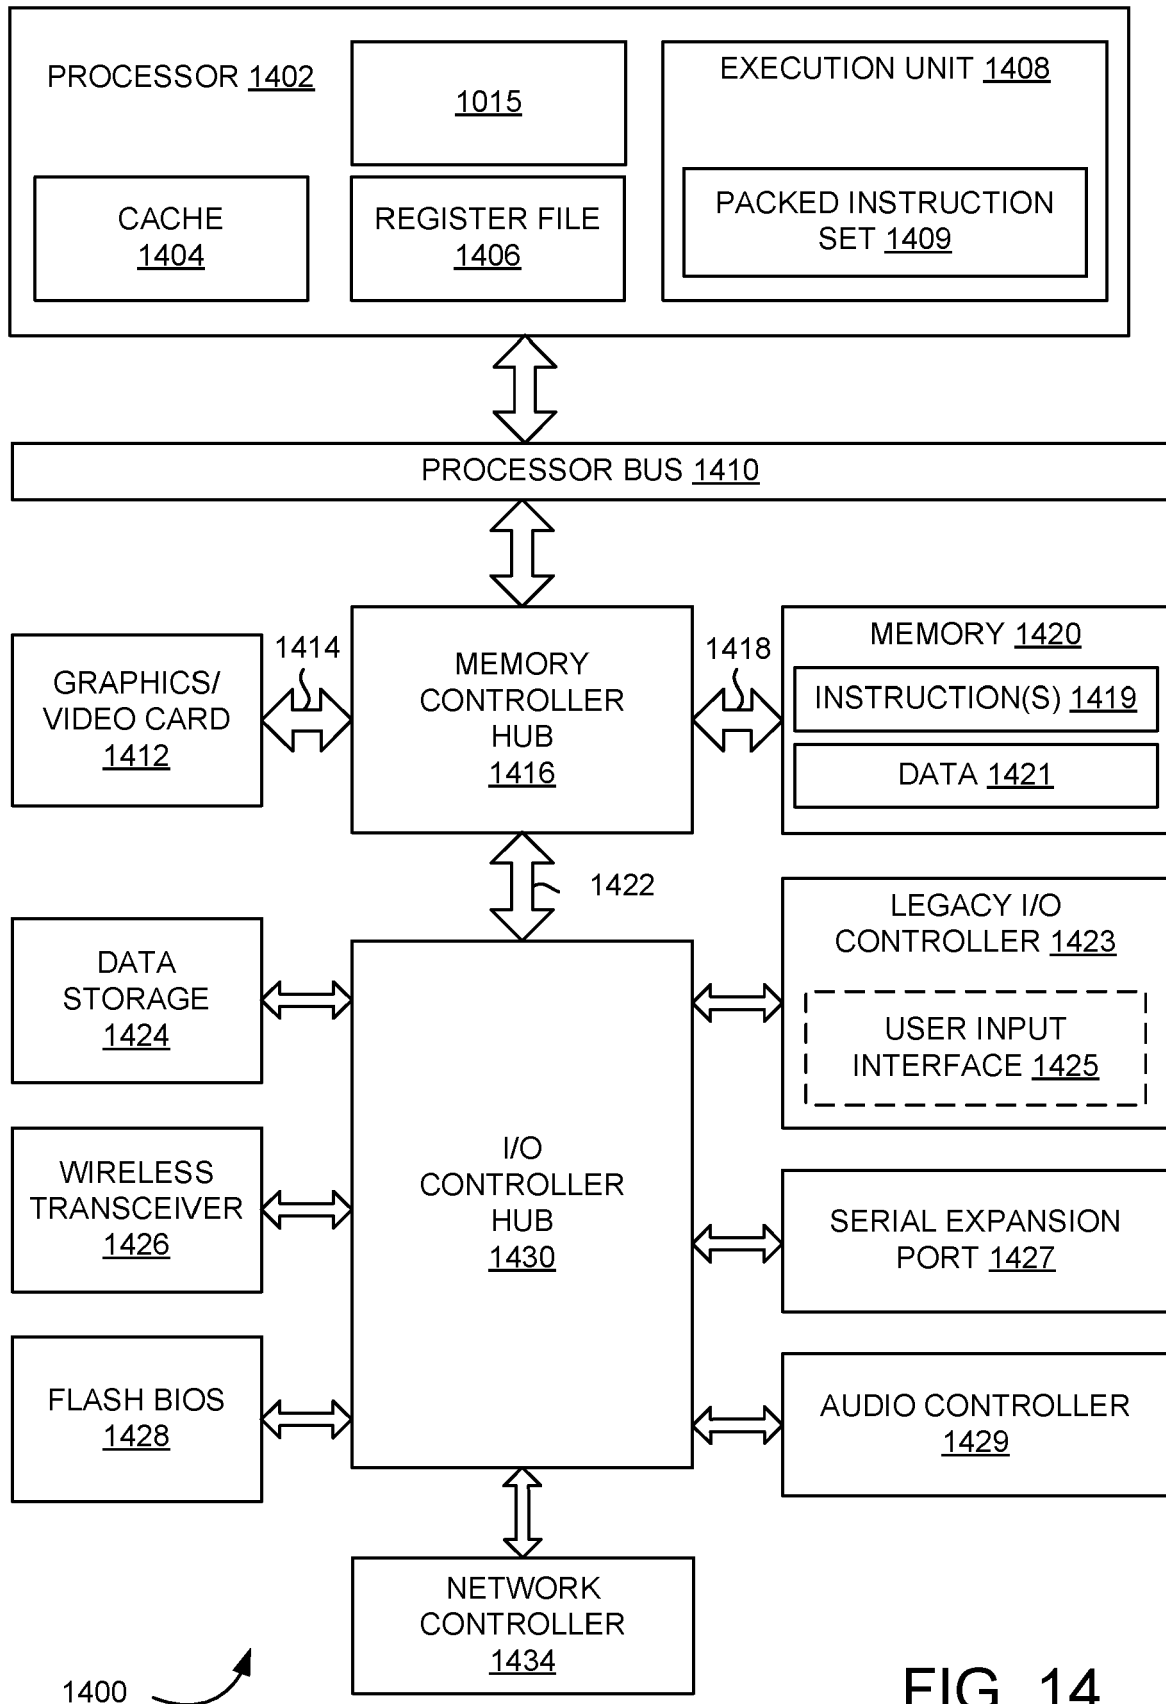 PROCESSOR 1402
1015
EXECUTION UNIT 1408
CACHE
1404
REGISTER FILE
1406
PACKED INSTRUCTION
SET 1409
PROCESSOR BUS 1410
GRAPHICS/
VIDEO CARD
1412
1414
MEMORY
CONTROLLER
HUB
1416
1418
MEMORY 1420
INSTRUCTION(S) 1419
DATA 1421
1422
DATA
STORAGE
1424
LEGACY I/O
CONTROLLER 1423
USER INPUT
INTERFACE 1425
WIRELESS
TRANSCEIVER
1426
I/O
CONTROLLER
HUB
1430
SERIAL EXPANSION
PORT 1427
FLASH BIOS
1428
AUDIO CONTROLLER
1429
NETWORK
CONTROLLER
1434
1400
FIG. 14